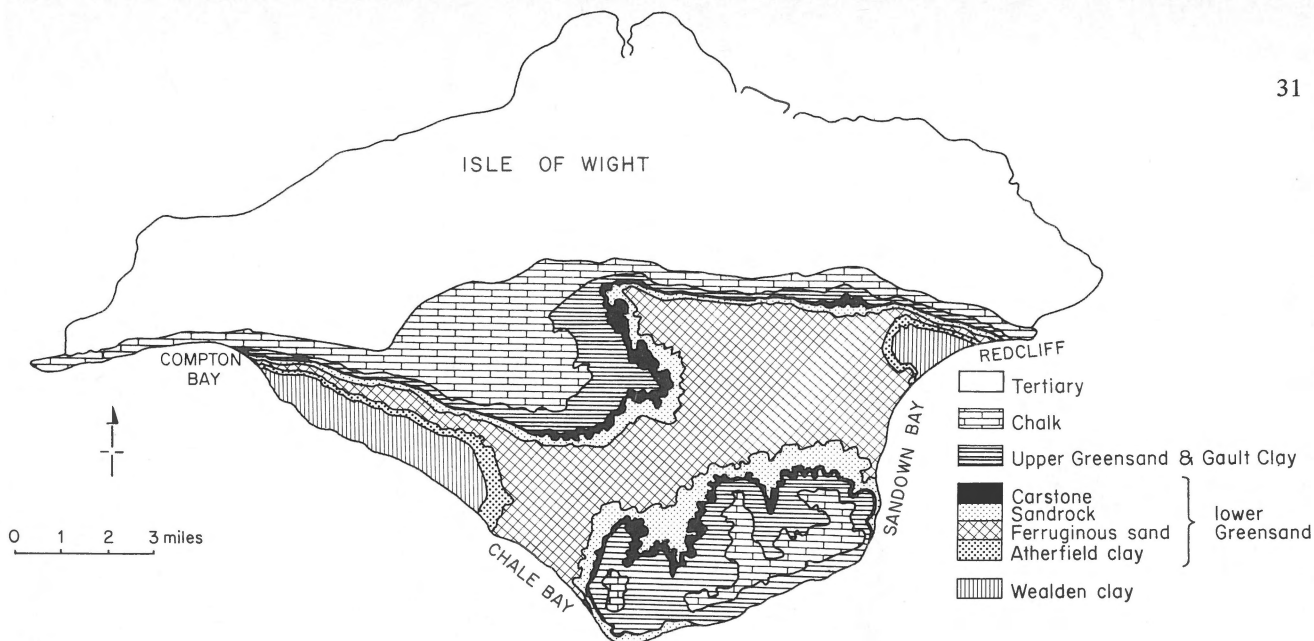 31
ISLE OF WIGHT
COMPTON
BAY
REDCLIFF
SANDOWN BAY
CHALE BAY
0 1 2 3 miles
Tertiary
Chalk
Upper Greensand & Gault Clay
Carstone
Sandrock
Ferruginous sand
Atherfield clay
lower
Greensand
Wealden clay